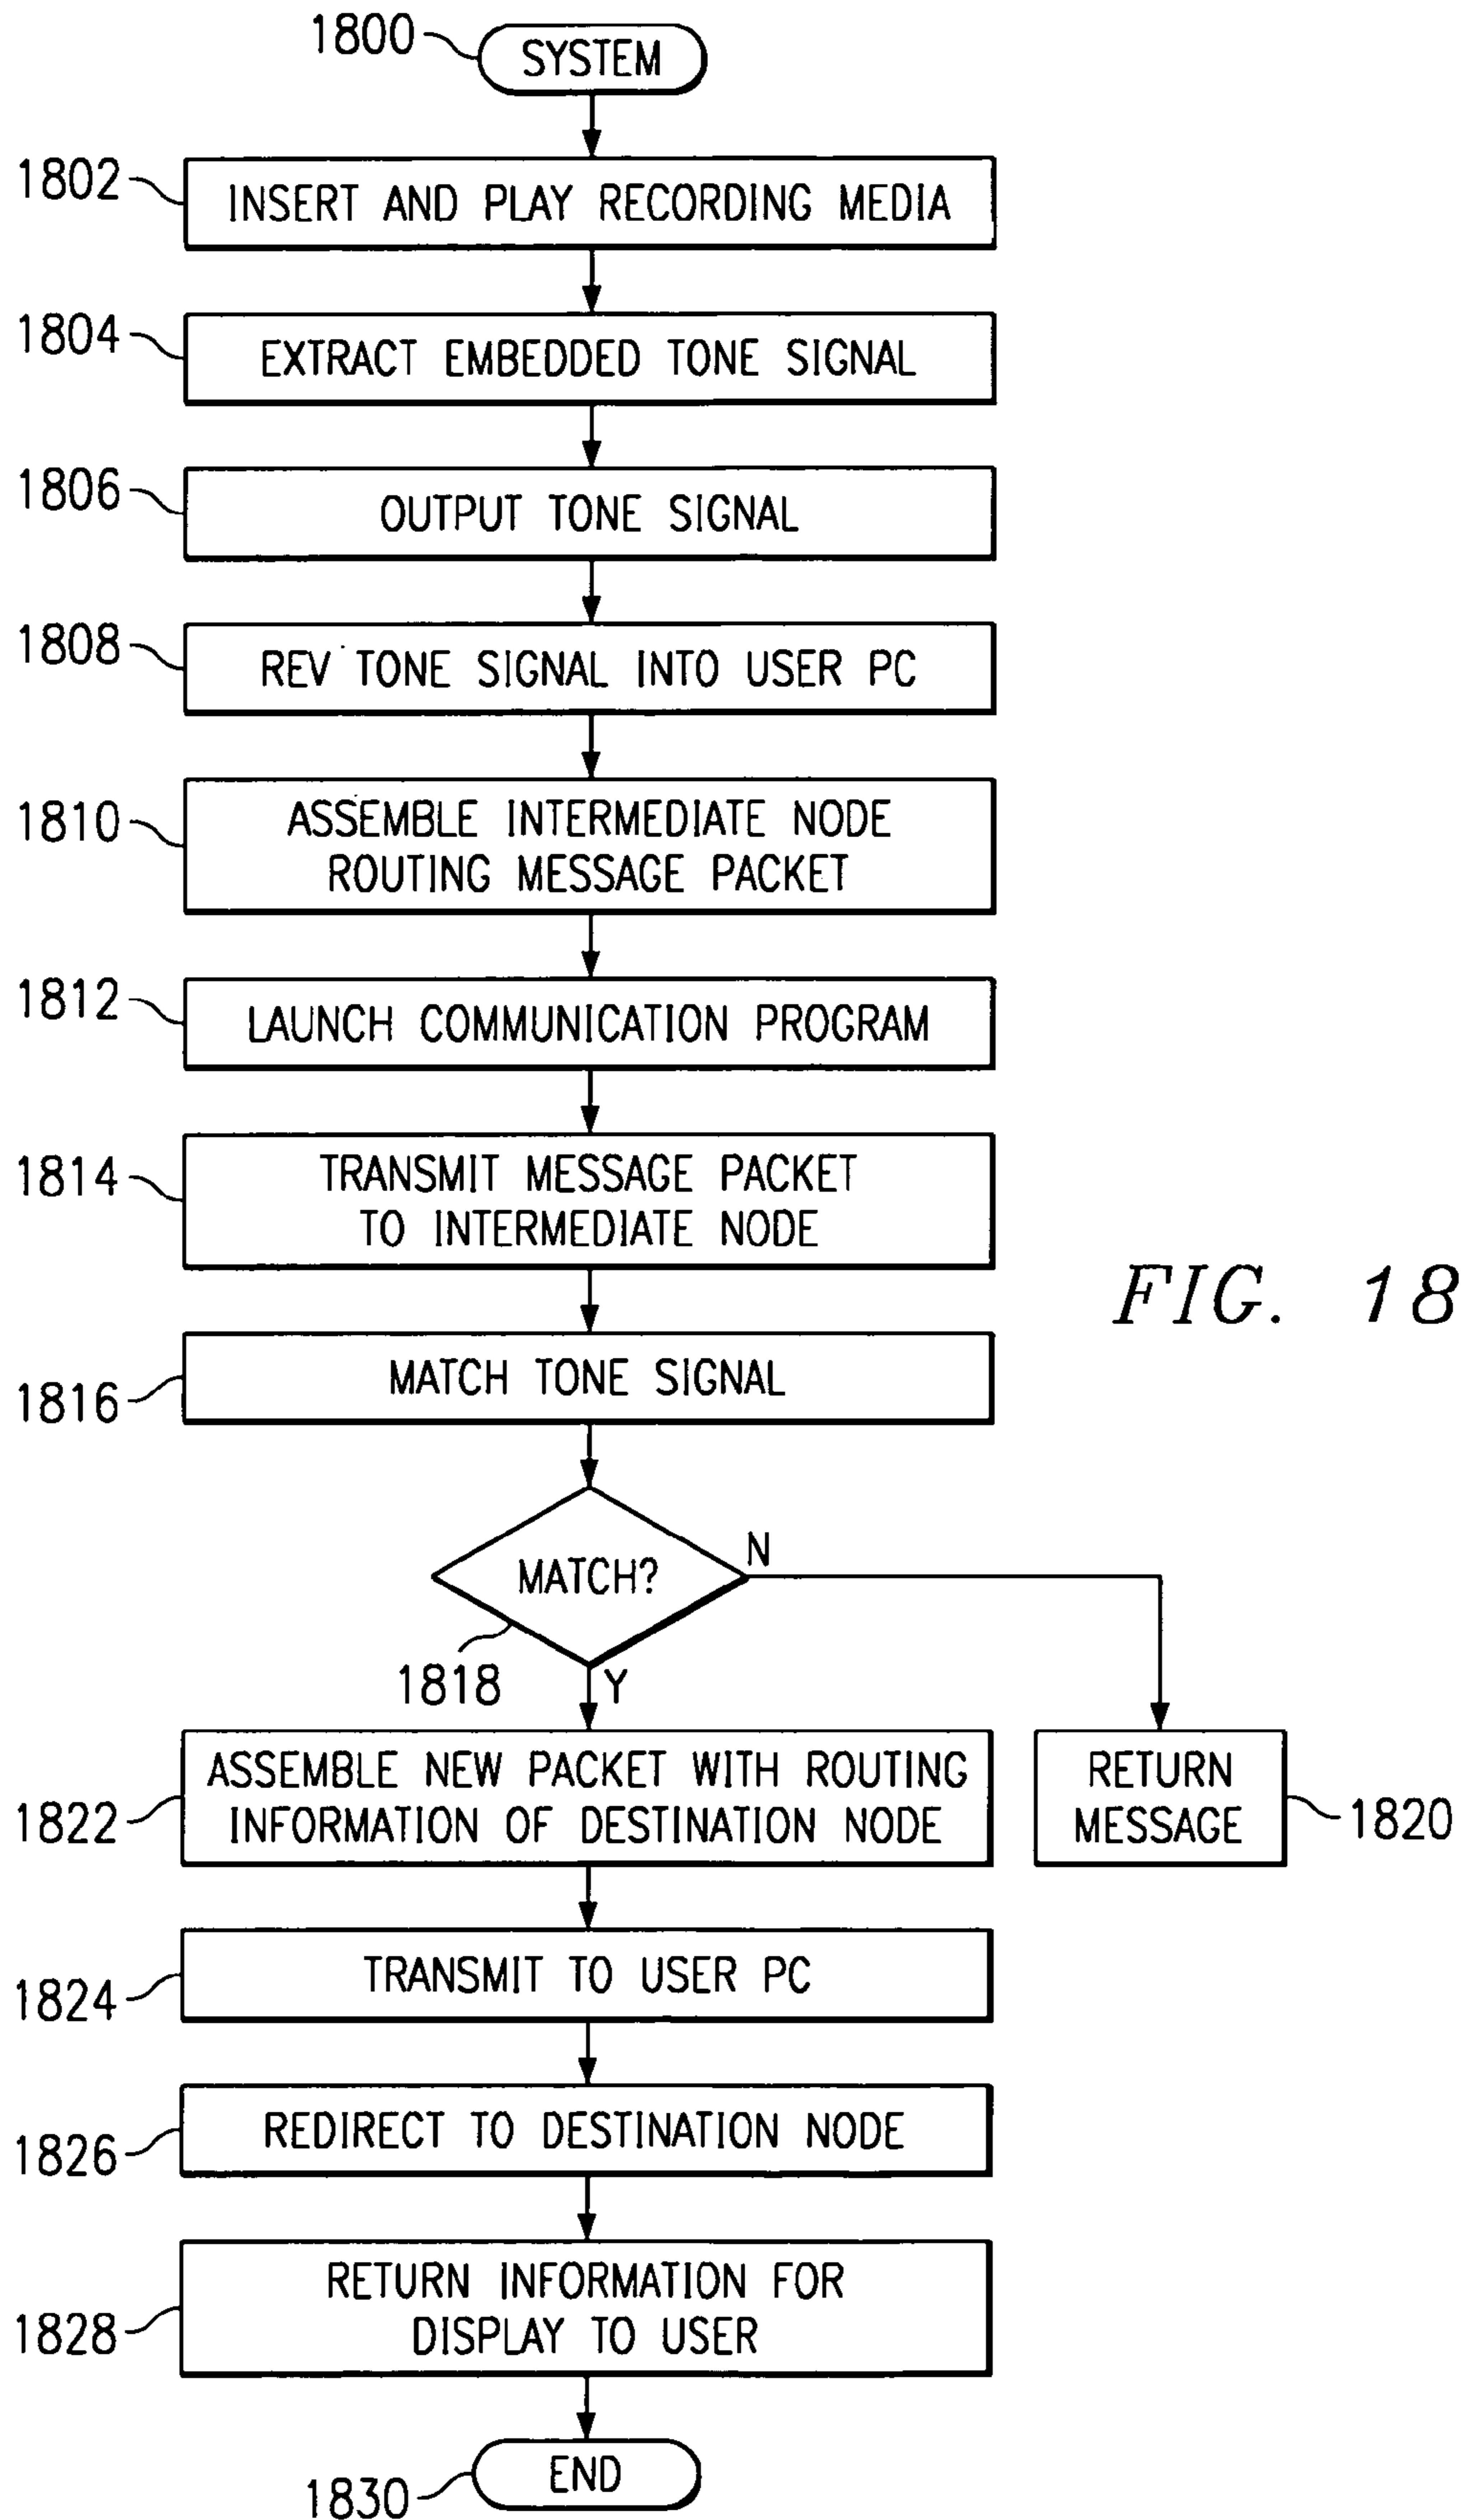 1800
SYSTEM
1802
INSERT AND PLAY RECORDING MEDIA
1804
EXTRACT EMBEDDED TONE SIGNAL
1806
OUTPUT TONE SIGNAL
1808
REV TONE SIGNAL INTO USER PC
1810
ASSEMBLE INTERMEDIATE NODE
ROUTING MESSAGE PACKET
1812
LAUNCH COMMUNICATION PROGRAM
1814
TRANSMIT MESSAGE PACKET
TO INTERMEDIATE NODE
FIG. 18
1816
MATCH TONE SIGNAL
MATCH?
N
1818
Y
1822
ASSEMBLE NEW PACKET WITH ROUTING
INFORMATION OF DESTINATION NODE
RETURN
MESSAGE
1820
1824
TRANSMIT TO USER PC
1826
REDIRECT TO DESTINATION NODE
1828
RETURN INFORMATION FOR
DISPLAY TO USER
1830
END